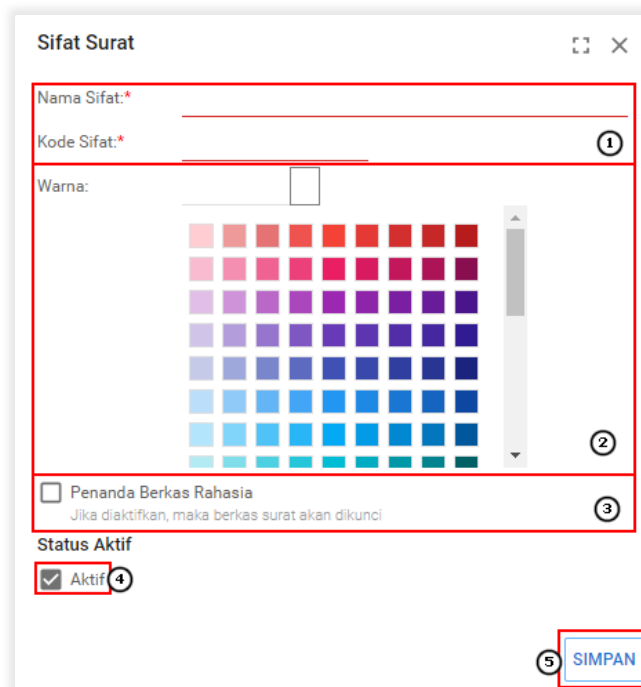 Sifat Surat
Nama Sifat:*
Kode Sifat:*
1
Warna:
2
Penanda Berkas Rahasia
Jika diaktifkan, maka berkas surat akan dikunci
3
Status Aktif
Aktif 4
5 SIMPAN